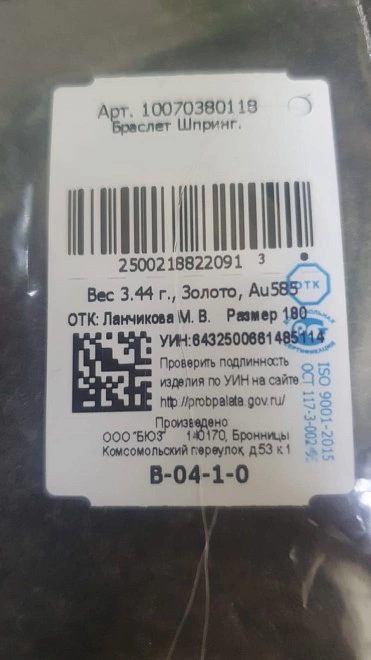 Арт. 10070380118
Браслет Шпринг.
2500218822091 3
Вес 3.44 г., Золото, Au585
ОТК
ОТК: Ланчикова М. В. Размер 180
УИН:6432500661485114
Проверить подлинность
изделия по УИН на сайте
http://probpalata.gov.ru/
ISO 9001-2015
ОСТ 117-3-002-95
Произведено
ООО "БЮЗ" 140170, Бронницы
Комсомольский переулок, д.53 к 1
В-04-1-0